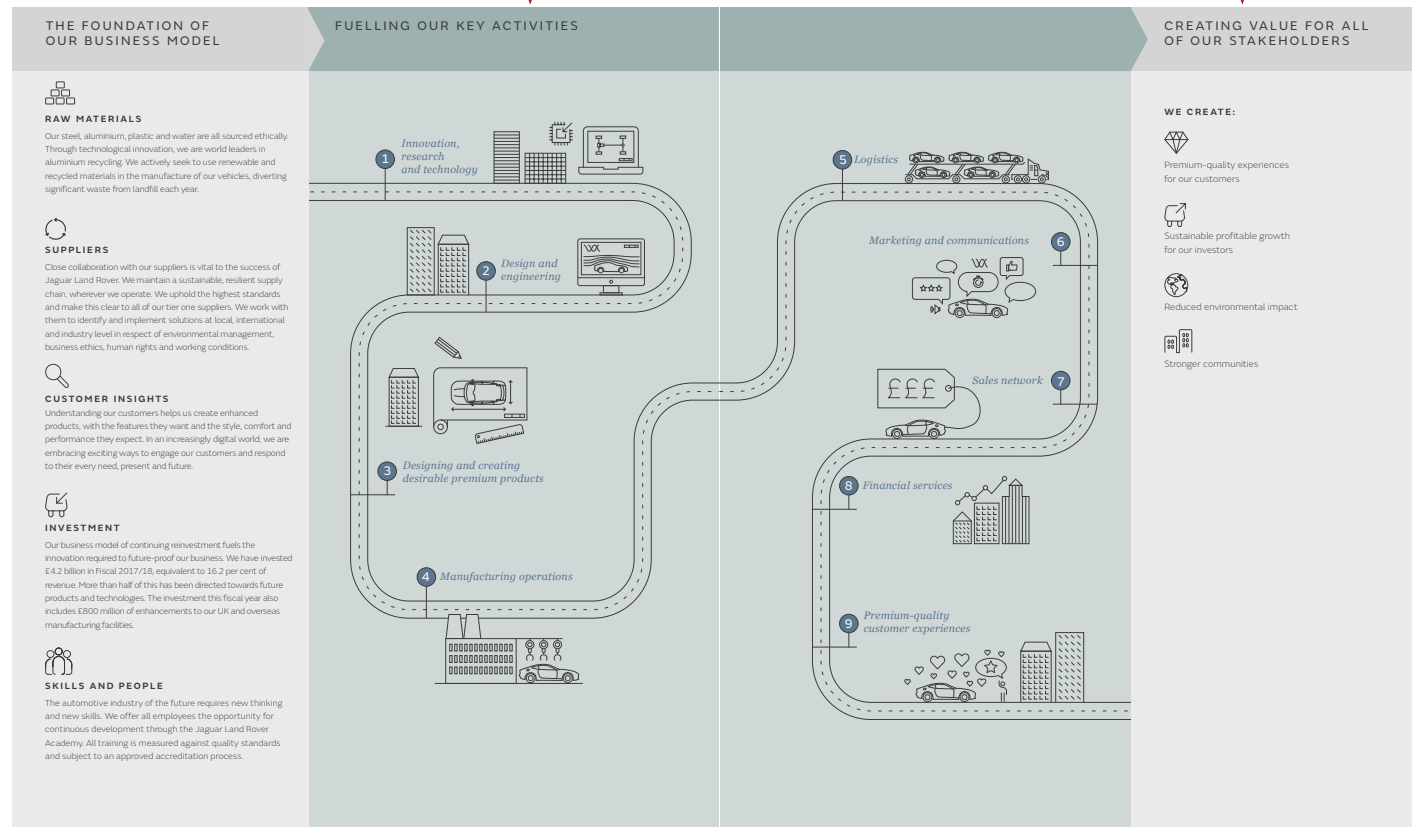 THE FOUNDATION OF
OUR BUSINESS MODEL
RAW MATERIALS
Our steel, aluminium, plastic and water are all sourced ethically.
Through technological innovation, we are world leaders in
aluminium recycling. We actively seek to use renewable and
recycled materials in the manufacture of our vehicles, diverting
significant waste from landfill each year.
SUPPLIERS
Close collaboration with our suppliers is vital to the success of
Jaguar Land Rover. We maintain a sustainable, resilient supply
chain, wherever we operate. We uphold the highest standards
and make this clear to all of our tier one suppliers. We work with
them to identify and implement solutions at local, international
and industry level in respect of environmental management,
business ethics, human rights and working conditions.
CUSTOMER INSIGHTS
Understanding our customers helps us create enhanced
products, with the features they want and the style, comfort and
performance they expect. In an increasingly digital world, we are
embracing exciting ways to engage our customers and respond
to their every need, present and future.
INVESTMENT
Our business model of continuing reinvestment fuels the
innovation required to future-proof our business. We have invested
£4.2 billion in Fiscal 2017/18, equivalent to 16.2 per cent of
revenue. More than half of this has been directed towards future
products and technologies. The investment this fiscal year also
includes £800 million of enhancements to our UK and overseas
manufacturing facilities.
SKILLS AND PEOPLE
The automotive industry of the future requires new thinking
and new skills. We offer all employees the opportunity for
continuous development through the Jaguar Land Rover
Academy. All training is measured against quality standards
and subject to an approved accreditation process.
FUELLING OUR KEY ACTIVITIES
1 Innovation,
research
and technology
2 Design and
engineering
3 Designing and creating
desirable premium products
4 Manufacturing operations
5 Logistics
Marketing and communications 6
£££
Sales network 7
8 Financial services
9 Premium-quality
customer experiences
CREATING VALUE FOR ALL
OF OUR STAKEHOLDERS
WE CREATE:
Premium-quality experiences
for our customers
Sustainable profitable growth
for our investors
Reduced environmental impact
Stronger communities